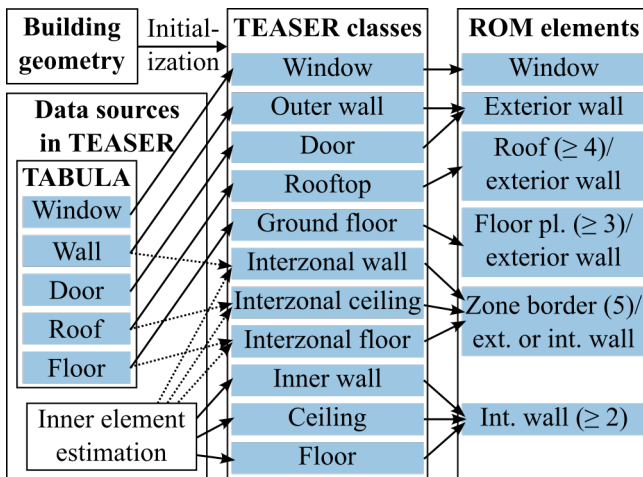 Building
geometry
Initial-
ization
Data sources
in TEASER
TABULA
Window
Wall
Door
Roof
Floor
Inner element
estimation
TEASER classes
Window
Outer wall
Door
Rooftop
Ground floor
Interzonal wall
Interzonal ceiling
Interzonal floor
Inner wall
Ceiling
Floor
ROM elements
Window
Exterior wall
Roof (≥ 4)/
exterior wall
Floor pl. (≥ 3)/
exterior wall
Zone border (5)/
ext. or int. wall
Int. wall (≥ 2)